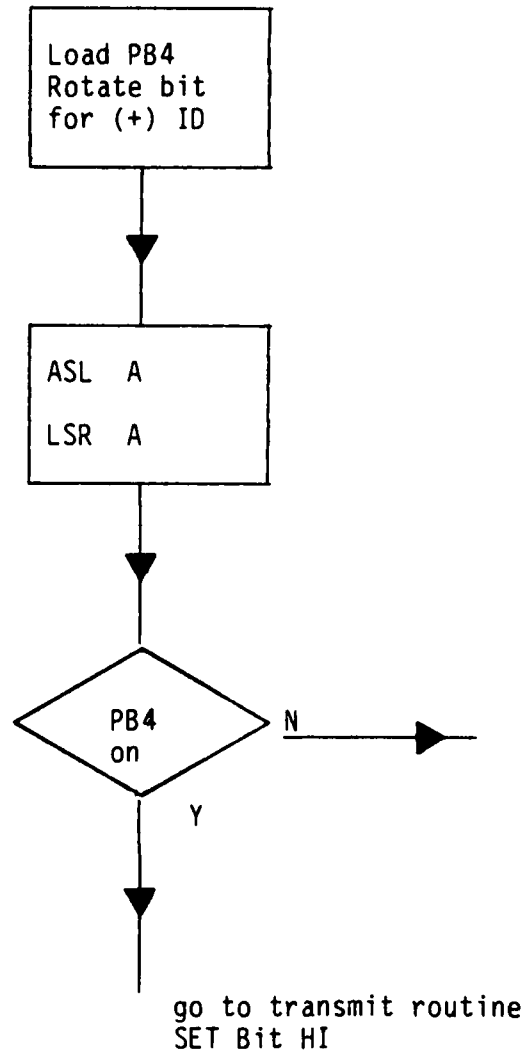 Load PB4
Rotate bit
for (+) ID
ASL A
LSR A
PB4
on
N
Y
go to transmit routine
SET Bit HI